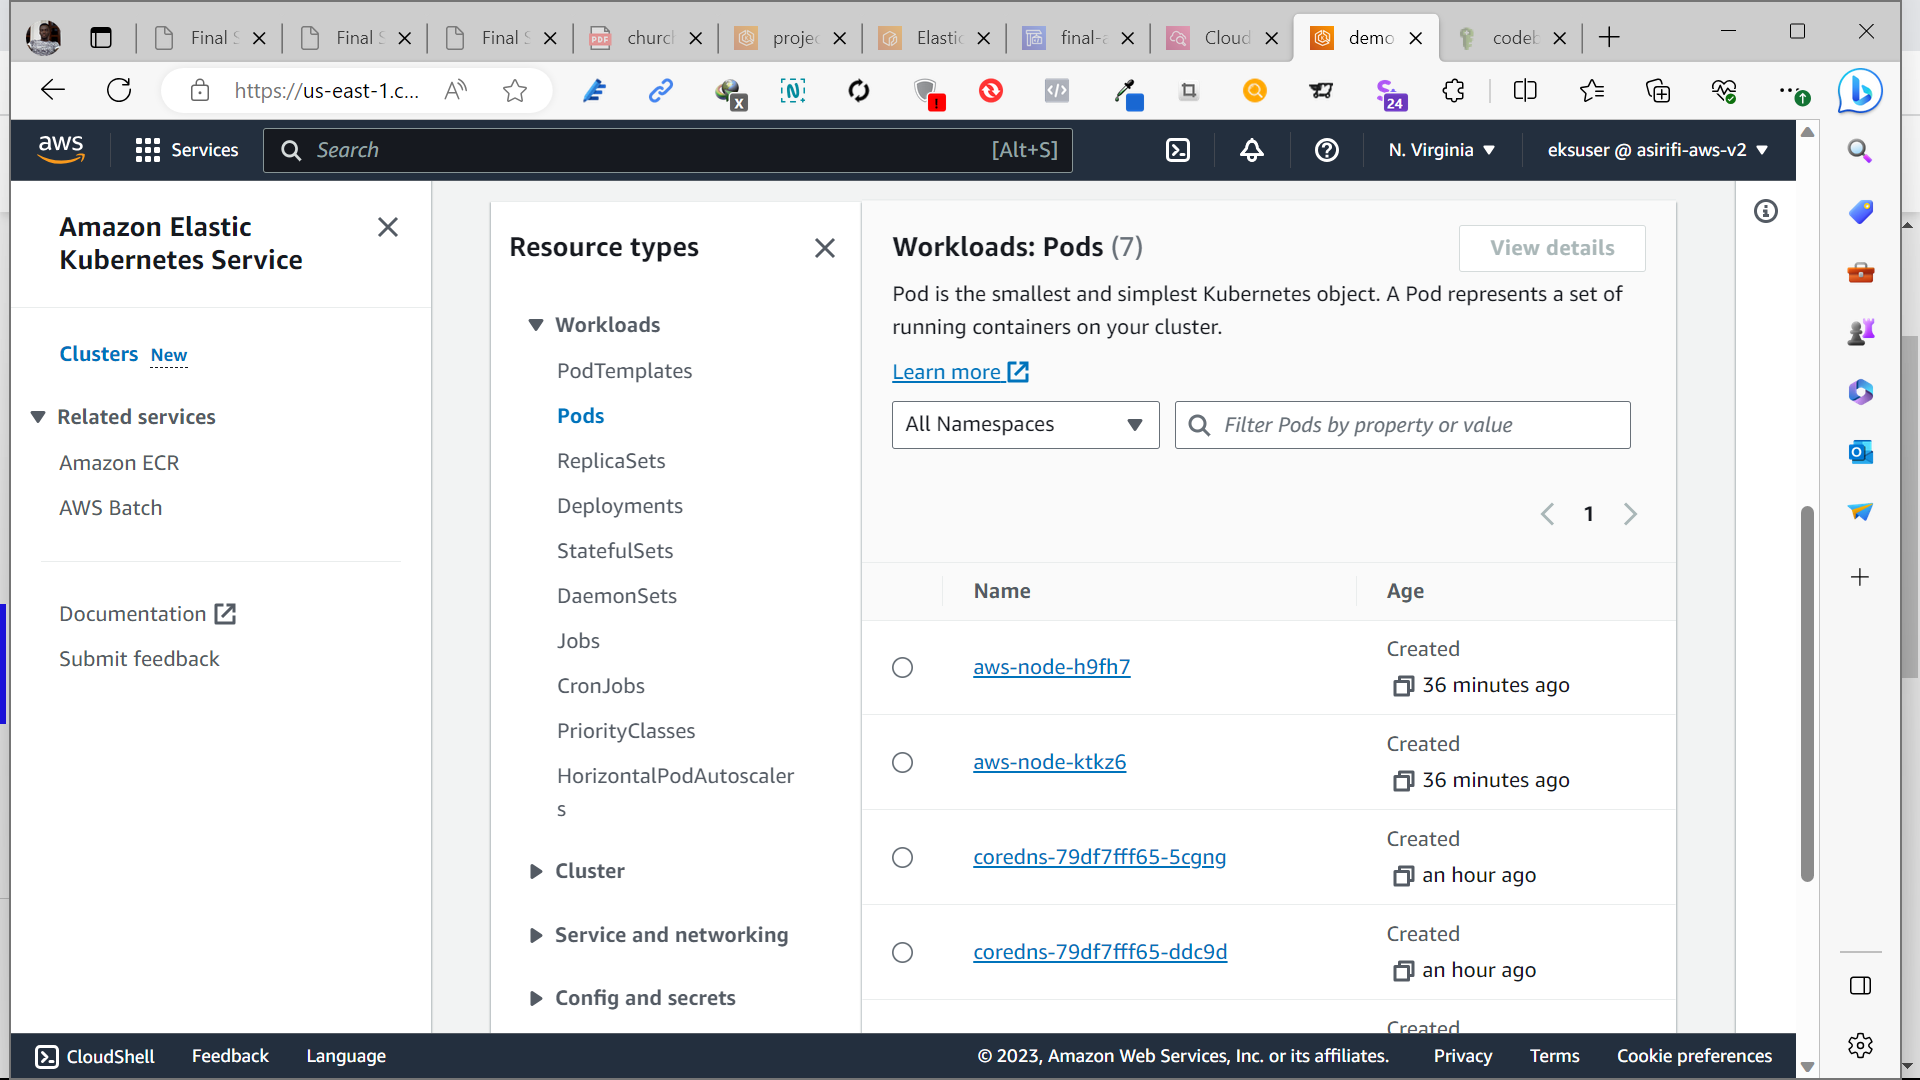 Final S
Final S
Final S
church
projec
Elastic
final-a
Cloud
demo
codeb
https://us-east-1.c...
24
aws
Services
Search
[Alt+S]
N. Virginia
eksuser @ asirifi-aws-v2
Amazon Elastic
Kubernetes Service
Clusters New
Related services
Amazon ECR
AWS Batch
Documentation
Submit feedback
Resource types
Workloads
PodTemplates
Pods
ReplicaSets
Deployments
StatefulSets
DaemonSets
Jobs
CronJobs
PriorityClasses
HorizontalPodAutoscaler
s
Cluster
Service and networking
Config and secrets
Workloads: Pods (7)
View details
Pod is the smallest and simplest Kubernetes object. A Pod represents a set of
running containers on your cluster.
Learn more
All Namespaces
Filter Pods by property or value
1
Name
Age
aws-node-h9fh7
Created
36 minutes ago
aws-node-ktkz6
Created
36 minutes ago
coredns-79df7fff65-5cgng
Created
an hour ago
coredns-79df7fff65-ddc9d
Created
an hour ago
Created
CloudShell
Feedback
Language
© 2023, Amazon Web Services, Inc. or its affiliates.
Privacy
Terms
Cookie preferences